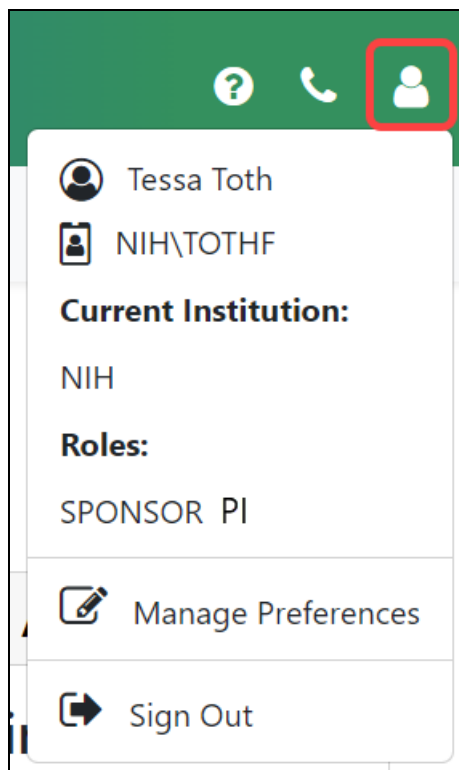 Tessa Toth
NIH\TOTHF
Current Institution:
NIH
Roles:
SPONSOR PI
Manage Preferences
Sign Out